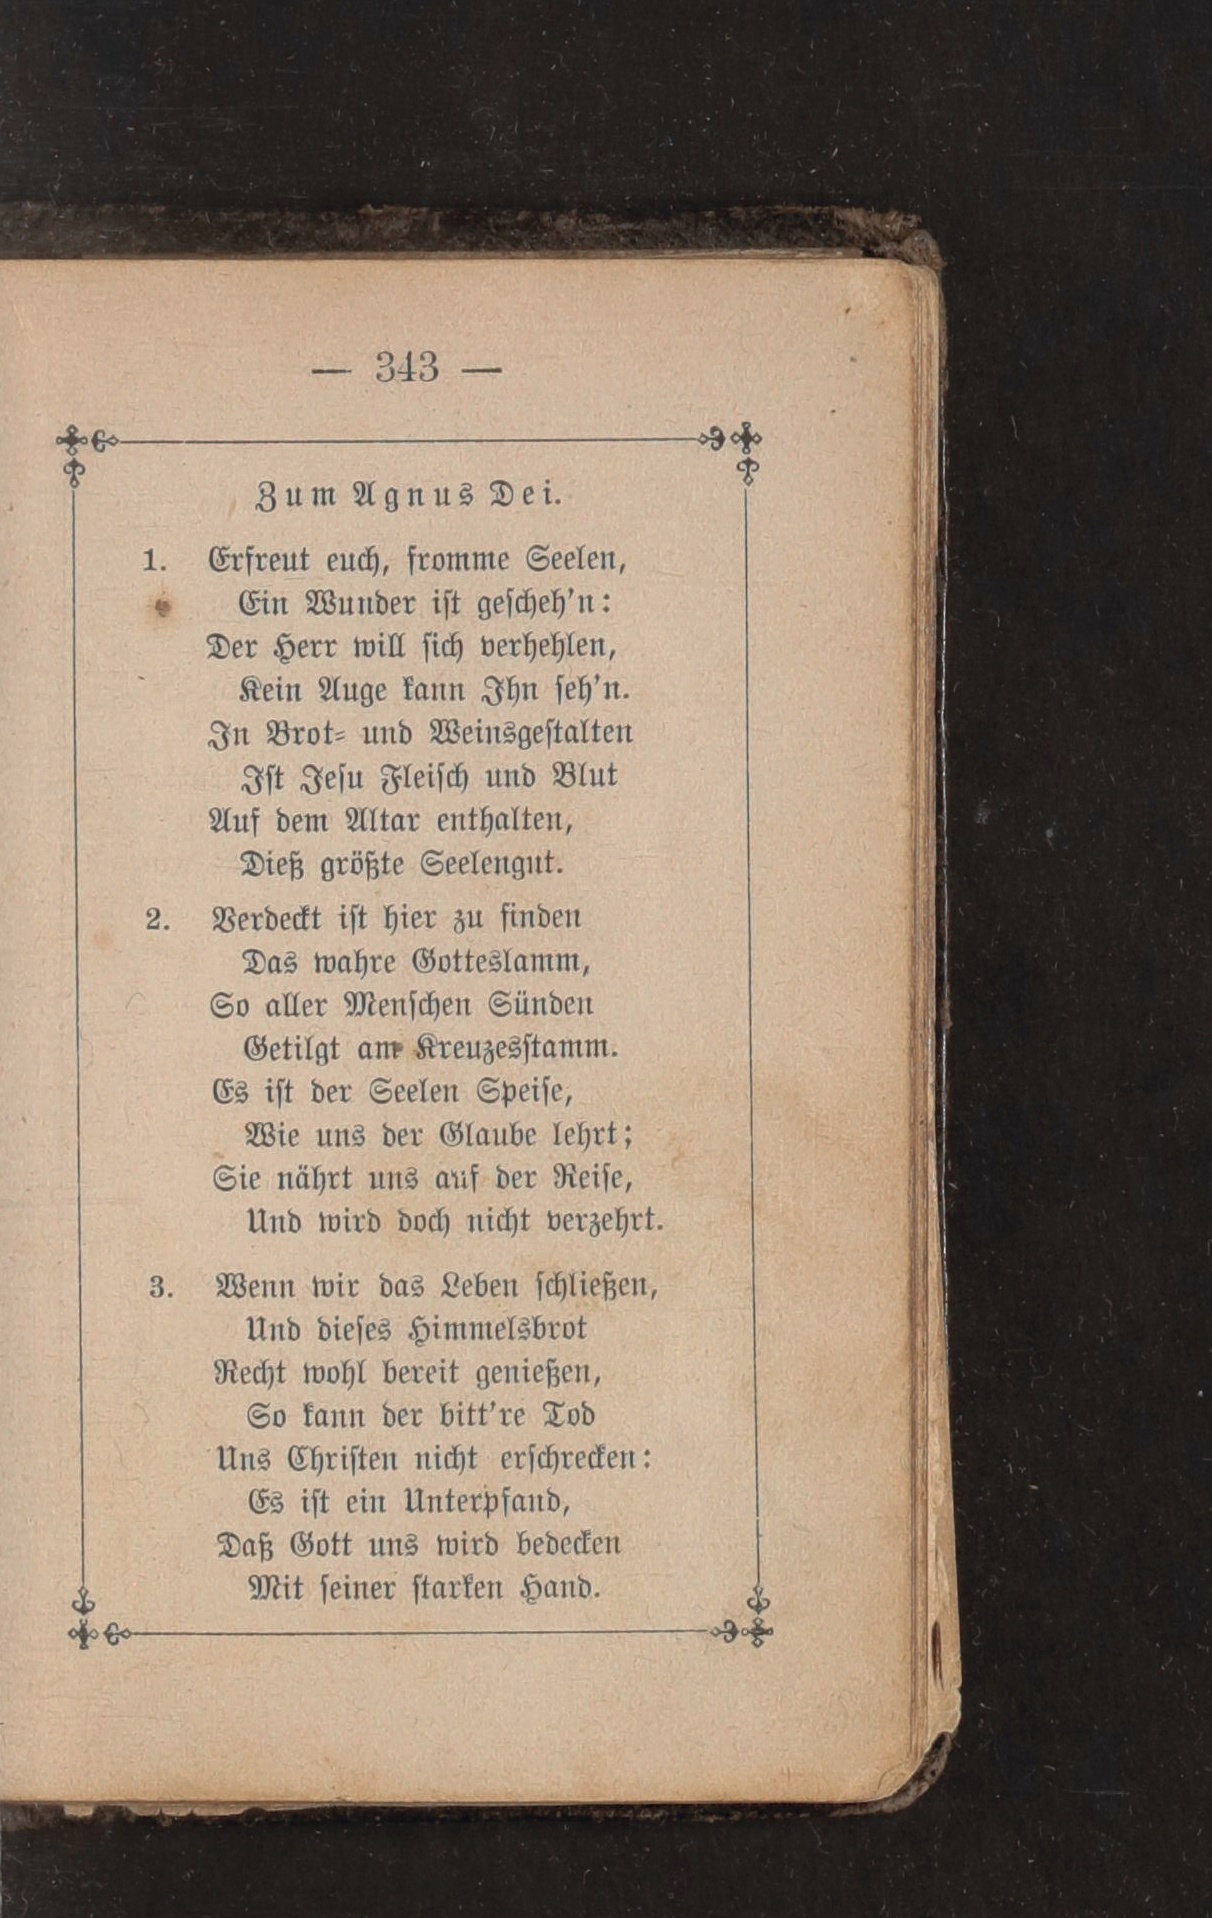 — 343 —
Zum Agnus Dei.
1. Erfreut euch, fromme Seelen,
Ein Wunder ist gescheh'n:
Der Herr will sich verhehlen,
Kein Auge kann Ihn seh'n.
In Brot- und Weinsgestalten
Ist Jesu Fleisch und Blut
Auf dem Altar enthalten,
Dieß größte Seelengut.
2. Verdeckt ist hier zu finden
Das wahre Gotteslamm,
So aller Menschen Sünden
Getilgt am Kreuzesstamm.
Es ist der Seelen Speise,
Wie uns der Glaube lehrt;
Sie nährt uns auf der Reise,
Und wird doch nicht verzehrt.
3. Wenn wir das Leben schließen,
Und dieses Himmelsbrot
Recht wohl bereit genießen,
So kann der bitt're Tod
Uns Christen nicht erschrecken:
Es ist ein Unterpfand,
Daß Gott uns wird bedecken
Mit seiner starken Hand.